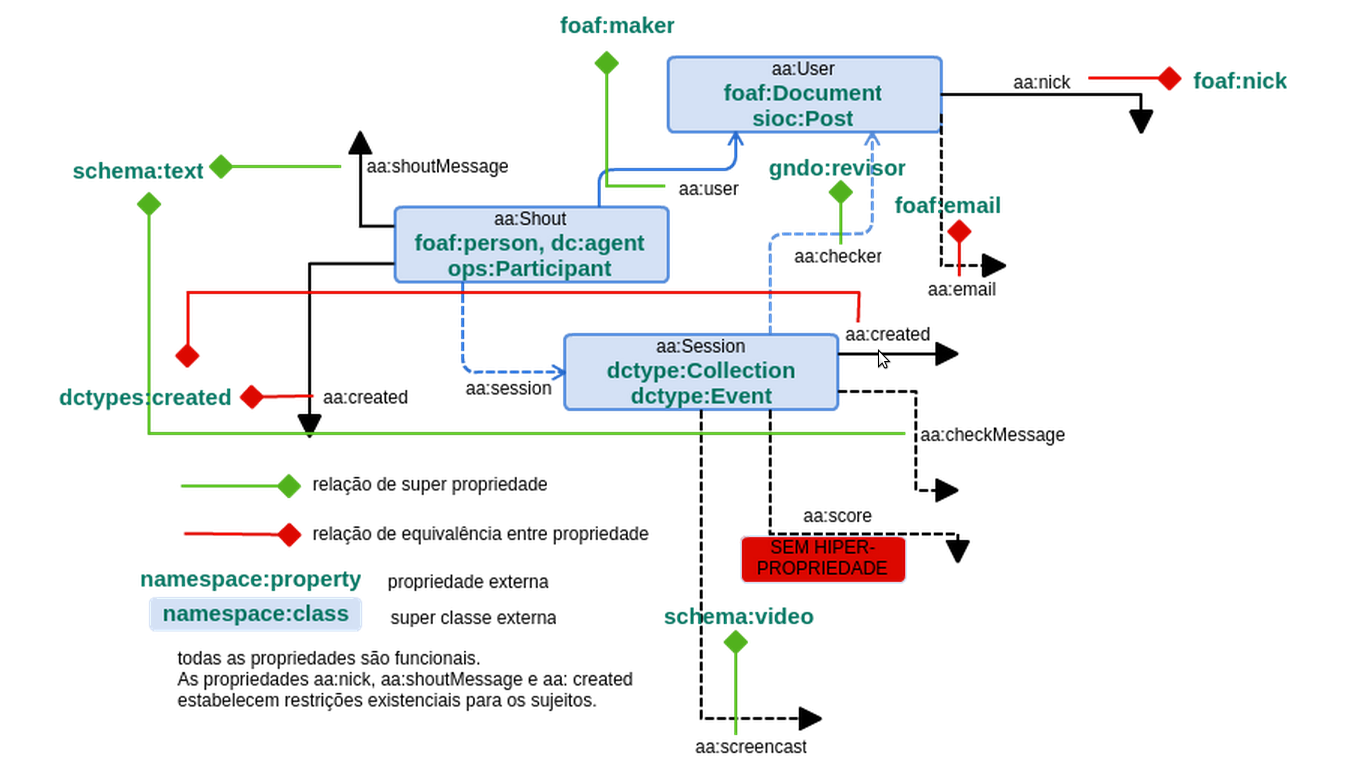 foaf:maker
aa:User
foaf:Document
sioc:Post
aa:nick
foaf:nick
schema:text
aa:shoutMessage
aa:user
gndo:revisor
foaf:email
aa:Shout
foaf:person, dc:agent
ops:Participant
aa:checker
aa:email
aa:created
aa:Session
dctype:Collection
dctype:Event
aa:session
dctypes:created
aa:created
aa:checkMessage
relação de super propriedade
aa:score
relação de equivalência entre propriedade
SEM HIPER-
PROPRIEDADE
namespace:property
propriedade externa
namespace:class
super classe externa
schema:video
todas as propriedades são funcionais.
As propriedades aa:nick, aa:shoutMessage e aa: created
estabelecem restrições existenciais para os sujeitos.
aa:screencast